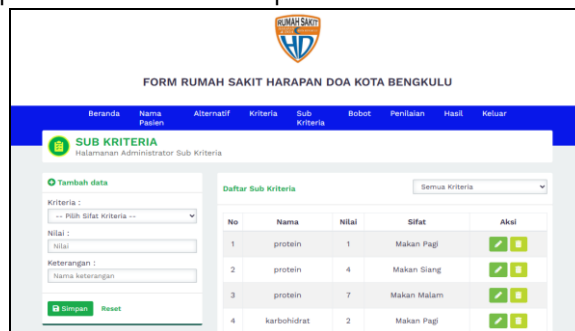 RUMAH SAKIT
HD
FORM RUMAH SAKIT HARAPAN DOA KOTA BENGKULU
Beranda Nama Pasien Alternatif Kriteria Sub Kriteria Bobot Penilaian Hasil Keluar
SUB KRITERIA
Halamanan Administrator Sub Kriteria
Tambah data
Kriteria :
-- Pilih Sifat Kriteria --
Nilai :
Nilai
Keterangan :
Nama keterangan
Simpan Reset
Daftar Sub Kriteria Semua Kriteria
No Nama Nilai Sifat Aksi
1 protein 1 Makan Pagi
2 protein 4 Makan Siang
3 protein 7 Makan Malam
4 karbohidrat 2 Makan Pagi